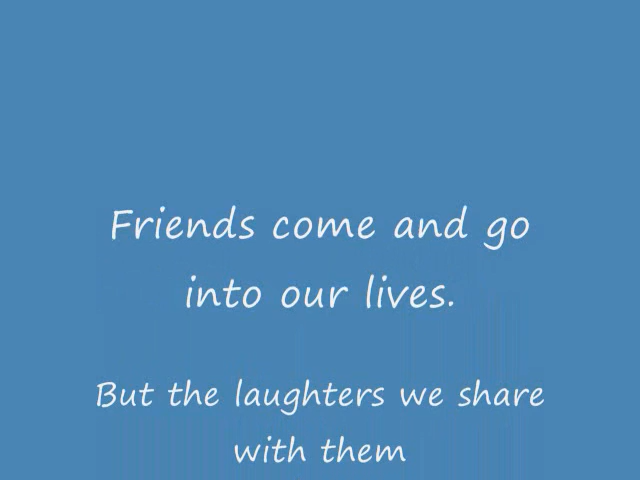 Friends come and go
into our lives.
But the laughters we share
with them